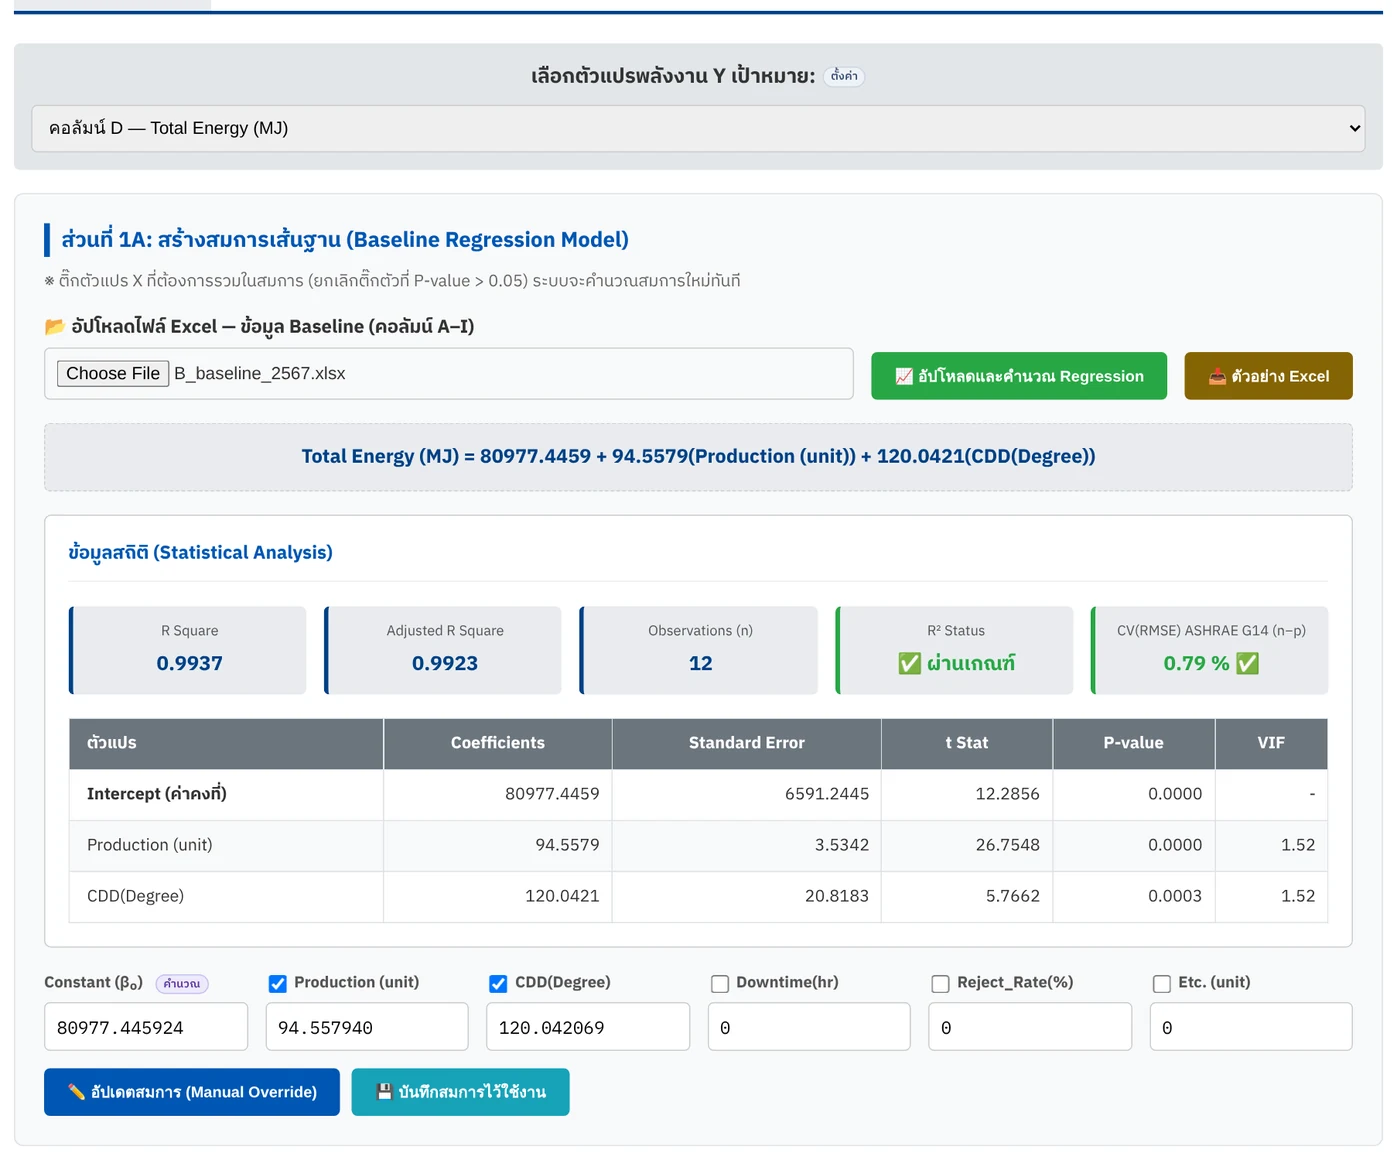 เลือกตัวแปรพลังงาน Y เป้าหมาย: ตั้งค่า
คอลัมน์ D — Total Energy (MJ)
ส่วนที่ 1A: สร้างสมการเส้นฐาน (Baseline Regression Model)
※ ติ๊กตัวแปร X ที่ต้องการรวมในสมการ (ยกเลิกติ๊กตัวที่ P-value > 0.05) ระบบจะคำนวณสมการใหม่ทันที
📂 อัปโหลดไฟล์ Excel — ข้อมูล Baseline (คอลัมน์ A–I)
Choose File B_baseline_2567.xlsx
📈 อัปโหลดและคำนวณ Regression
📥 ตัวอย่าง Excel
Total Energy (MJ) = 80977.4459 + 94.5579(Production (unit)) + 120.0421(CDD(Degree))
ข้อมูลสถิติ (Statistical Analysis)
R Square
0.9937
Adjusted R Square
0.9923
Observations (n)
12
R² Status
✅ ผ่านเกณฑ์
CV(RMSE) ASHRAE G14 (n−p)
0.79 % ✅
ตัวแปร Coefficients Standard Error t Stat P-value VIF
Intercept (ค่าคงที่) 80977.4459 6591.2445 12.2856 0.0000 -
Production (unit) 94.5579 3.5342 26.7548 0.0000 1.52
CDD(Degree) 120.0421 20.8183 5.7662 0.0003 1.52
Constant (β₀) คำนวณ
80977.445924
Production (unit)
94.557940
CDD(Degree)
120.042069
Downtime(hr)
0
Reject_Rate(%)
0
Etc. (unit)
0
✏️ อัปเดตสมการ (Manual Override)
💾 บันทึกสมการไว้ใช้งาน